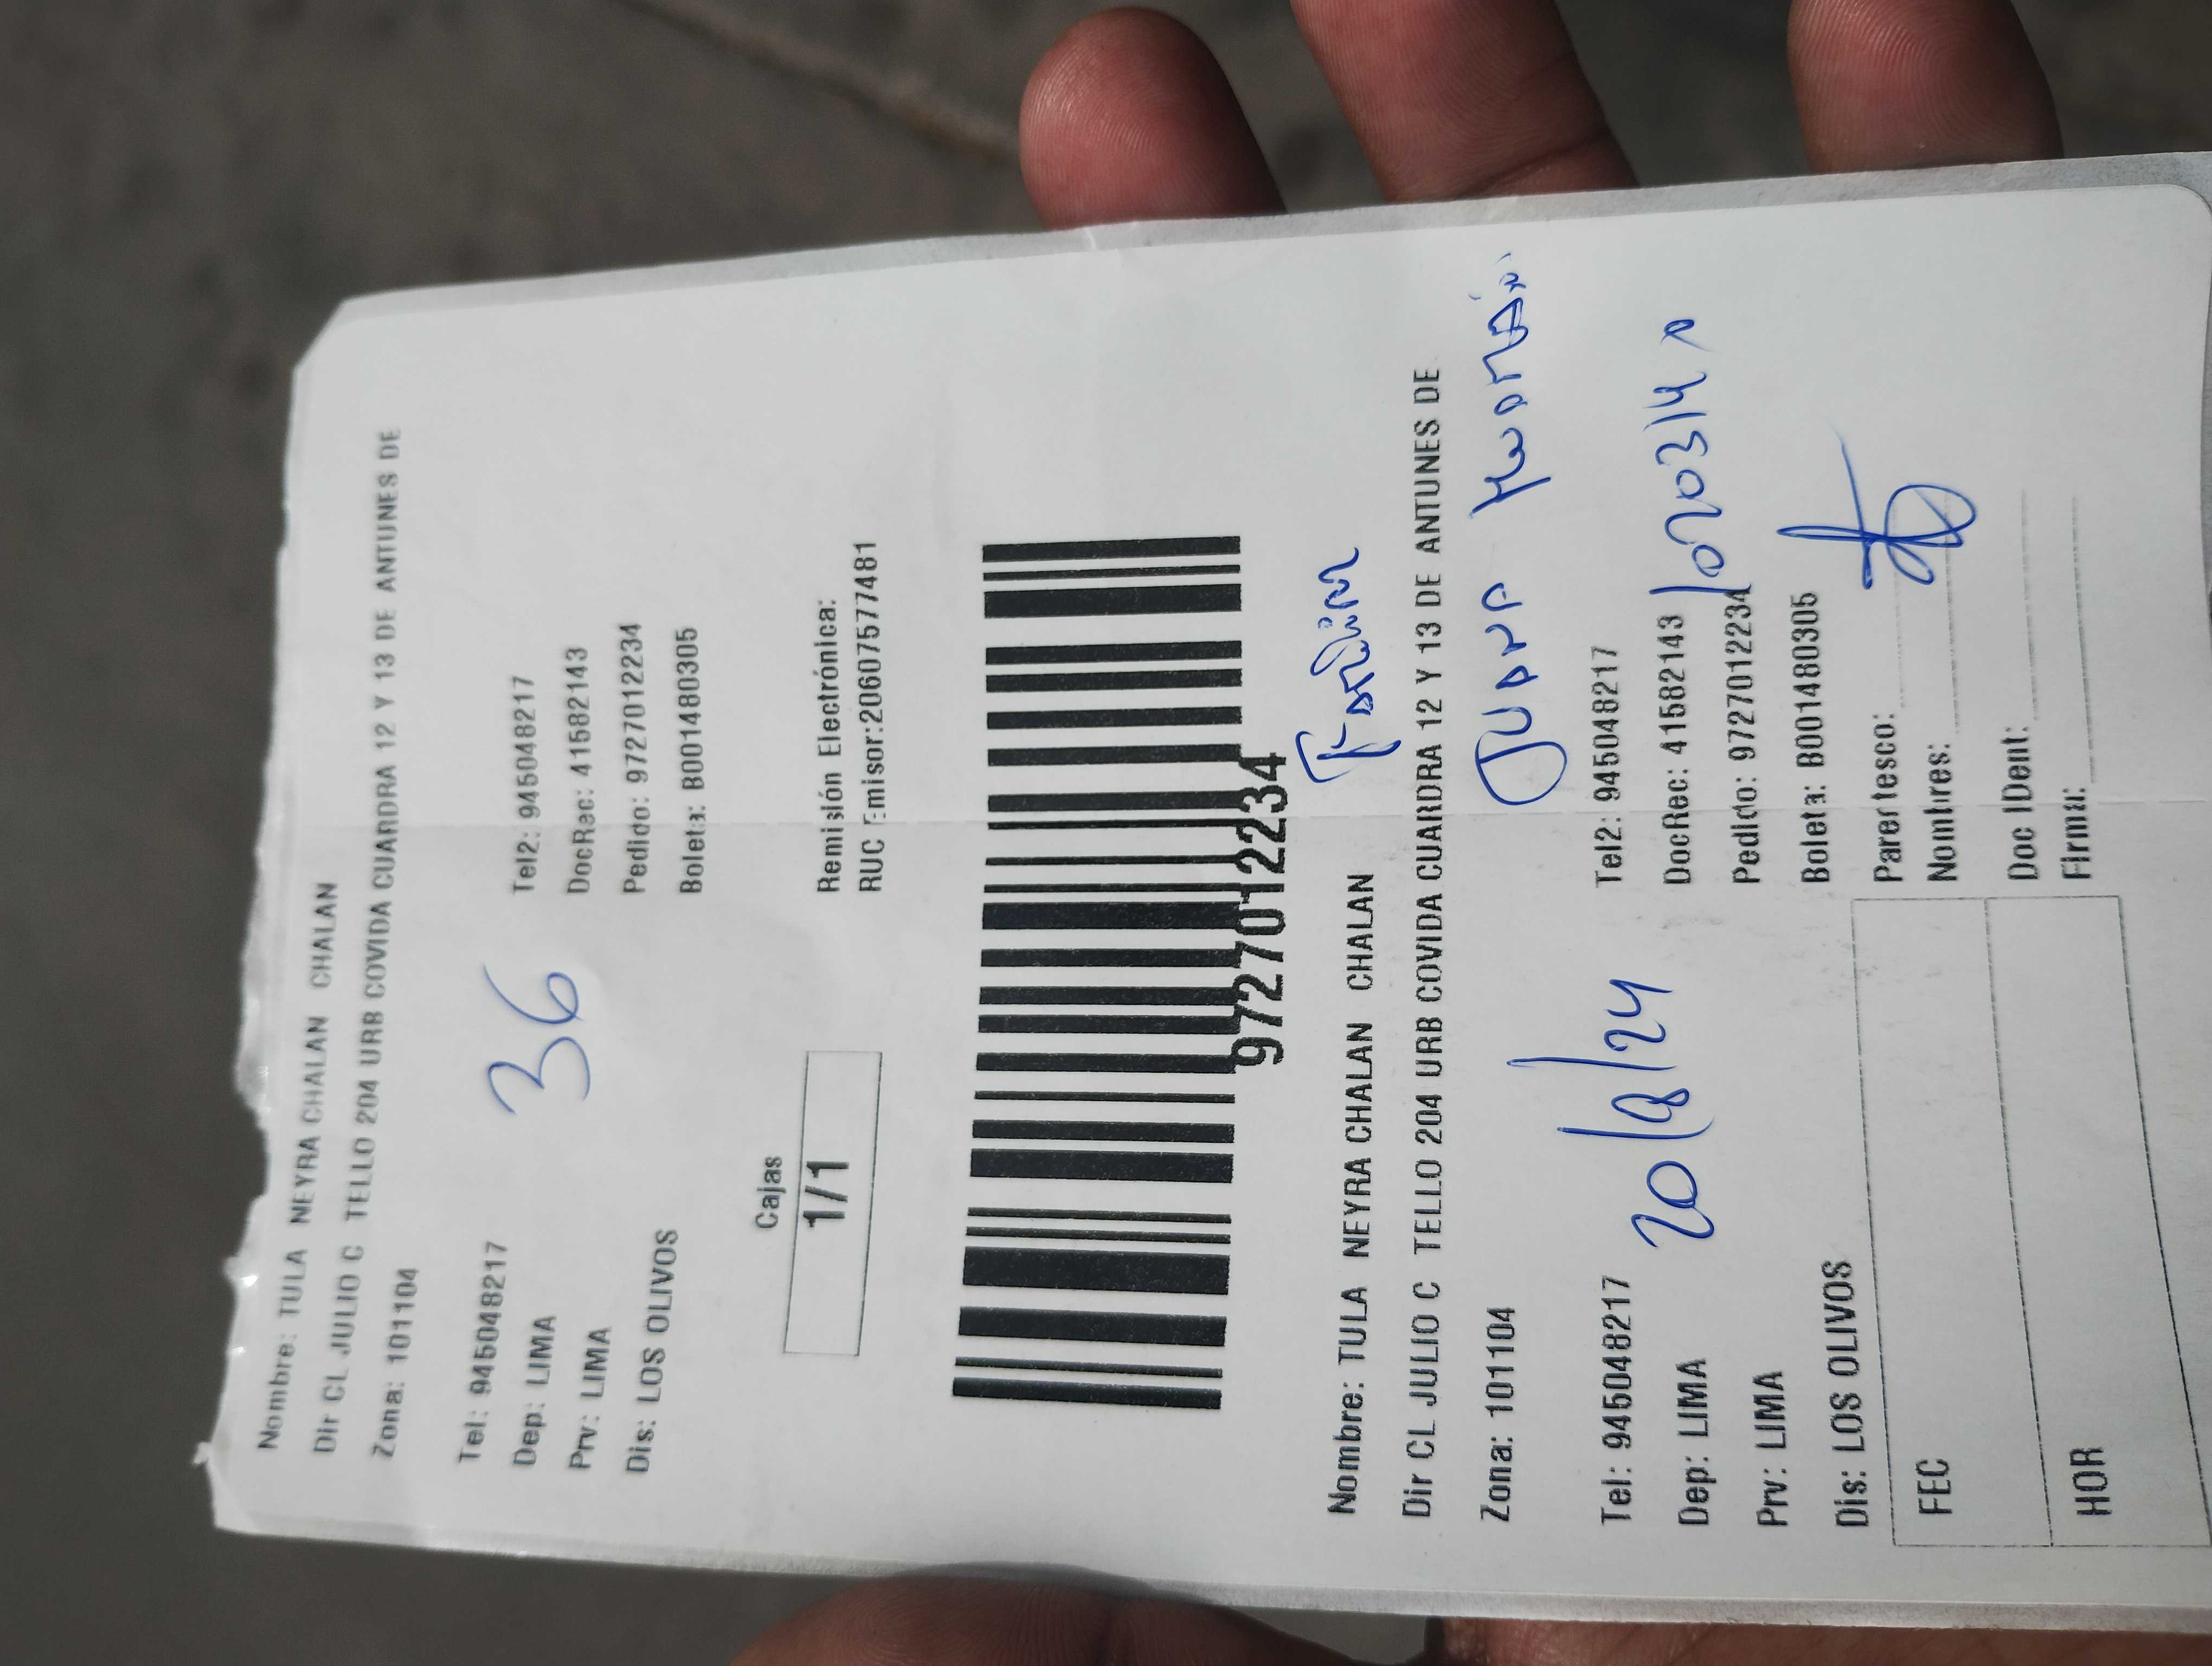 Nombre: TULA NEYRA CHALAN CHALAN
Dir CL JULIO C TELLO 204 URB COVIDA CUARDRA 12 Y 13 DE ANTUNES DE
Zona: 101104
36
Tel: 945048217 Tel2: 945048217
Dep: LIMA DocRec: 41582143
Prv: LIMA Pedido: 9727012234
Dis: LOS OLIVOS Boleta: B001480305
Cajas
1/1
Remisión Electrónica:
RUC Emisor:20607577481
9727012234
Nombre: TULA NEYRA CHALAN CHALAN
Dir CL JULIO C TELLO 204 URB COVIDA CUARDRA 12 Y 13 DE ANTUNES DE
Zona: 101104 Juana
Tel: 945048217 Tel2: 945048217
Dep: LIMA DocRec: 41582143
Prv: LIMA Pedido: 9727012234
Dis: LOS OLIVOS Boleta: B001480305
FEC
HOR
Parentesco:
Nombres:
Doc IDent:
Firma: